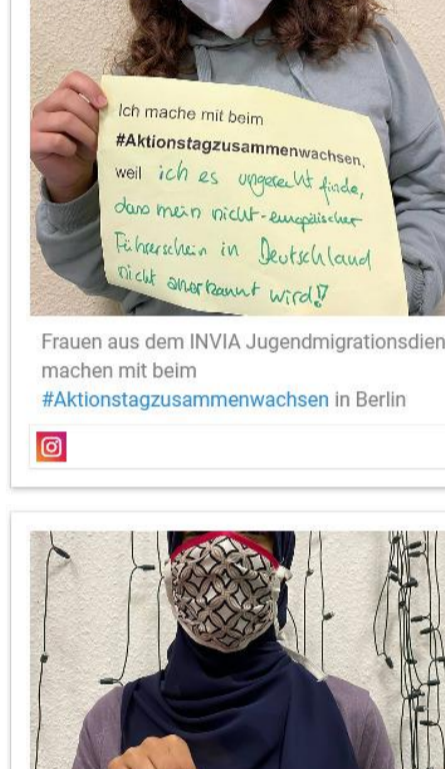 Ich mache mit beim
#Aktionstagzusammenwachsen,
weil ich es ungerecht finde,
dass mein nicht-europäischer
Führerschein in Deutschland
nicht anerkannt wird!
Frauen aus dem INVIA Jugendmigrationsdien
machen mit beim
#Aktionstagzusammenwachsen in Berlin